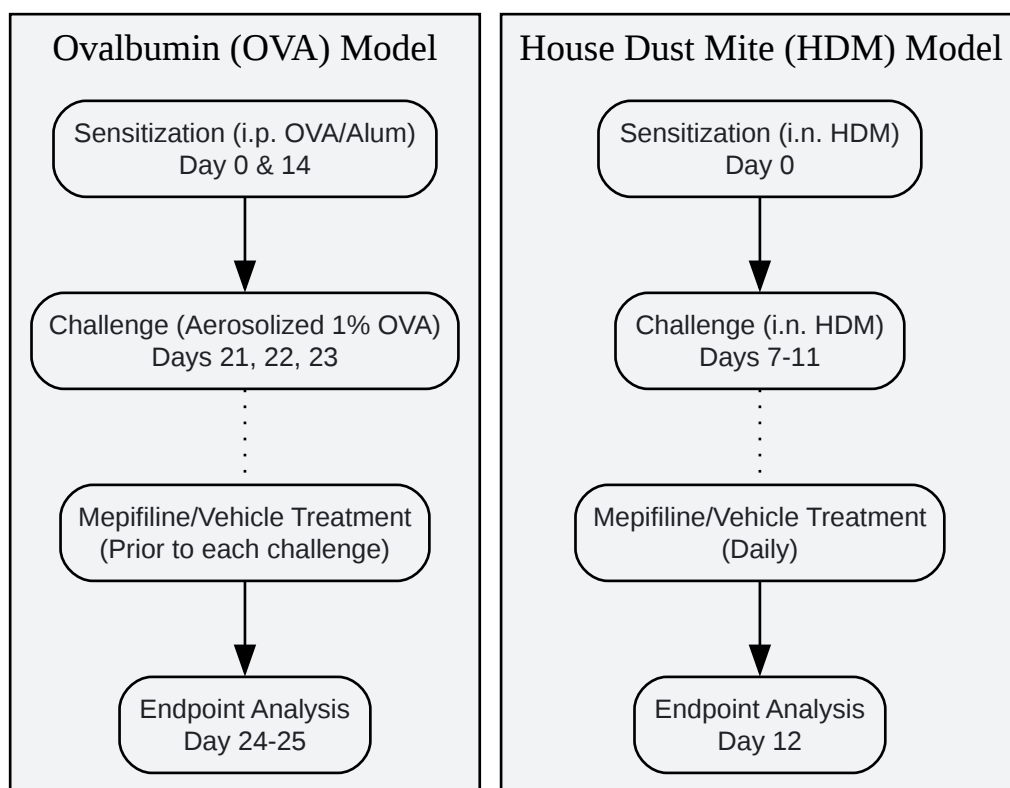 Ovalbumin (OVA) Model
Sensitization (i.p. OVA/Alum)
Day 0 & 14
Challenge (Aerosolized 1% OVA)
Days 21, 22, 23
Mepifiline/Vehicle Treatment
(Prior to each challenge)
Endpoint Analysis
Day 24-25
House Dust Mite (HDM) Model
Sensitization (i.n. HDM)
Day 0
Challenge (i.n. HDM)
Days 7-11
Mepifiline/Vehicle Treatment
(Daily)
Endpoint Analysis
Day 12